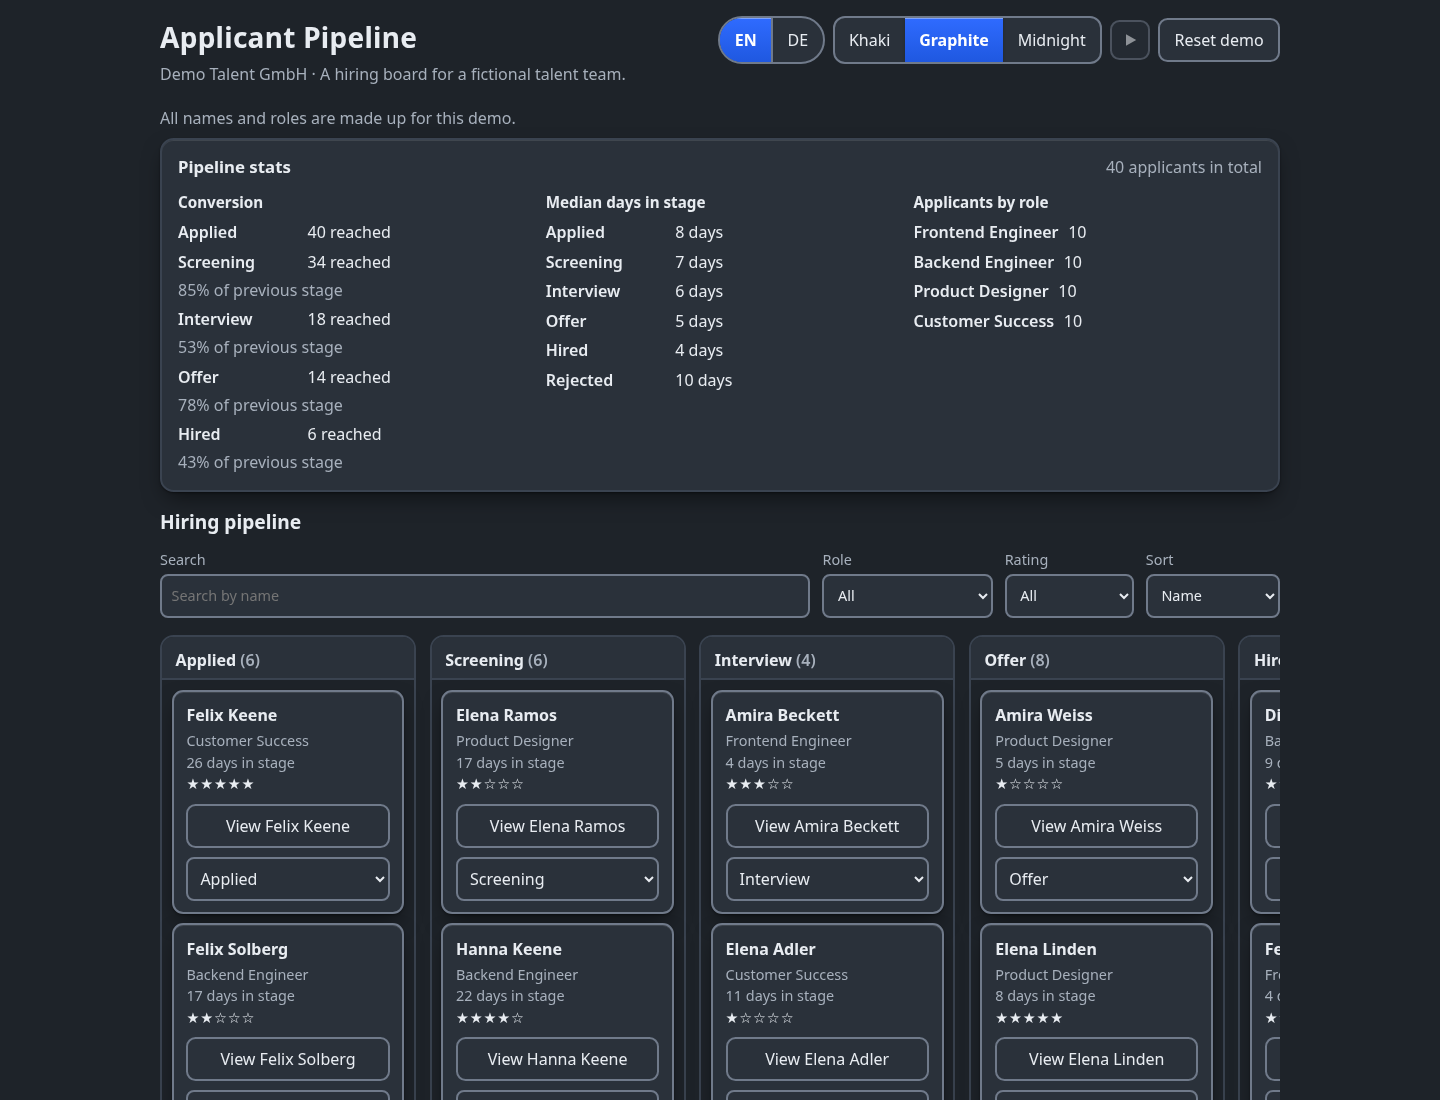 Applicant Pipeline
Demo Talent GmbH · A hiring board for a fictional talent team.
EN
DE
Khaki
Graphite
Midnight
Reset demo
All names and roles are made up for this demo.
Pipeline stats
40 applicants in total
Conversion
Applied 40 reached
Screening 34 reached
85% of previous stage
Interview 18 reached
53% of previous stage
Offer 14 reached
78% of previous stage
Hired 6 reached
43% of previous stage
Median days in stage
Applied 8 days
Screening 7 days
Interview 6 days
Offer 5 days
Hired 4 days
Rejected 10 days
Applicants by role
Frontend Engineer 10
Backend Engineer 10
Product Designer 10
Customer Success 10
Hiring pipeline
Search
Search by name
Role
All
Rating
All
Sort
Name
Applied (6)
Felix Keene
Customer Success
26 days in stage
★★★★★
View Felix Keene
Applied
Felix Solberg
Backend Engineer
17 days in stage
★★☆☆☆
View Felix Solberg
Screening (6)
Elena Ramos
Product Designer
17 days in stage
★★☆☆☆
View Elena Ramos
Screening
Hanna Keene
Backend Engineer
22 days in stage
★★★★☆
View Hanna Keene
Interview (4)
Amira Beckett
Frontend Engineer
4 days in stage
★★★☆☆
View Amira Beckett
Interview
Elena Adler
Customer Success
11 days in stage
★☆☆☆☆
View Elena Adler
Offer (8)
Amira Weiss
Product Designer
5 days in stage
★☆☆☆☆
View Amira Weiss
Offer
Elena Linden
Product Designer
8 days in stage
★★★★★
View Elena Linden